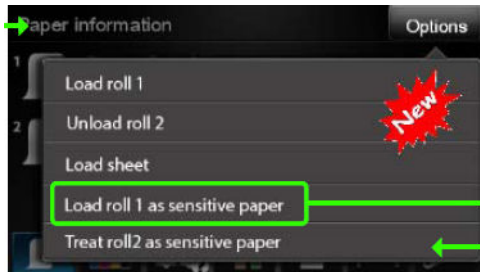 Paper information Options
1
Load roll 1
Unload roll 2
New
2
Load sheet
Load roll 1 as sensitive paper
Treat roll2 as sensitive paper